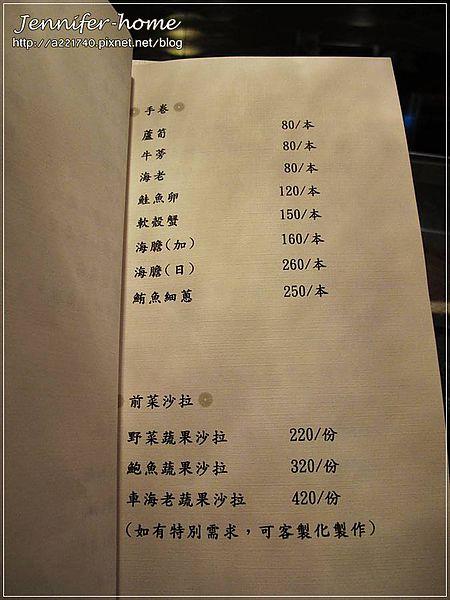 Jennifer-home
http://a221740.pixnet.net/blog
手卷
蘆筍 80/本
牛蒡 80/本
海老 80/本
鮭魚卵 120/本
軟殼蟹 150/本
海膽(加) 160/本
海膽(日) 260/本
鮪魚細蔥 250/本
前菜沙拉
野菜蔬果沙拉 220/份
鮑魚蔬果沙拉 320/份
車海老蔬果沙拉 420/份
(如有特別需求，可客製化製作)